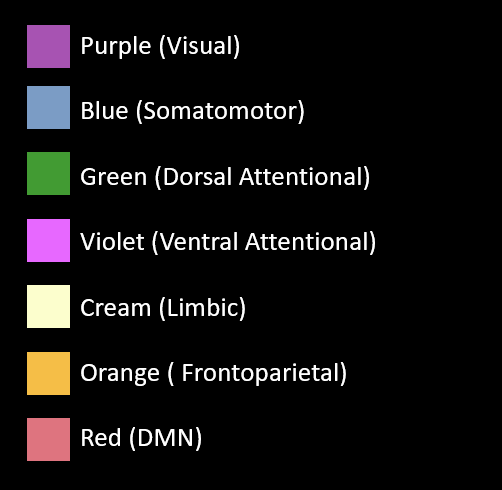 Purple (Visual)
Blue (Somatomotor)
Green (Dorsal Attentional)
Violet (Ventral Attentional)
Cream (Limbic)
Orange ( Frontoparietal)
Red (DMN)